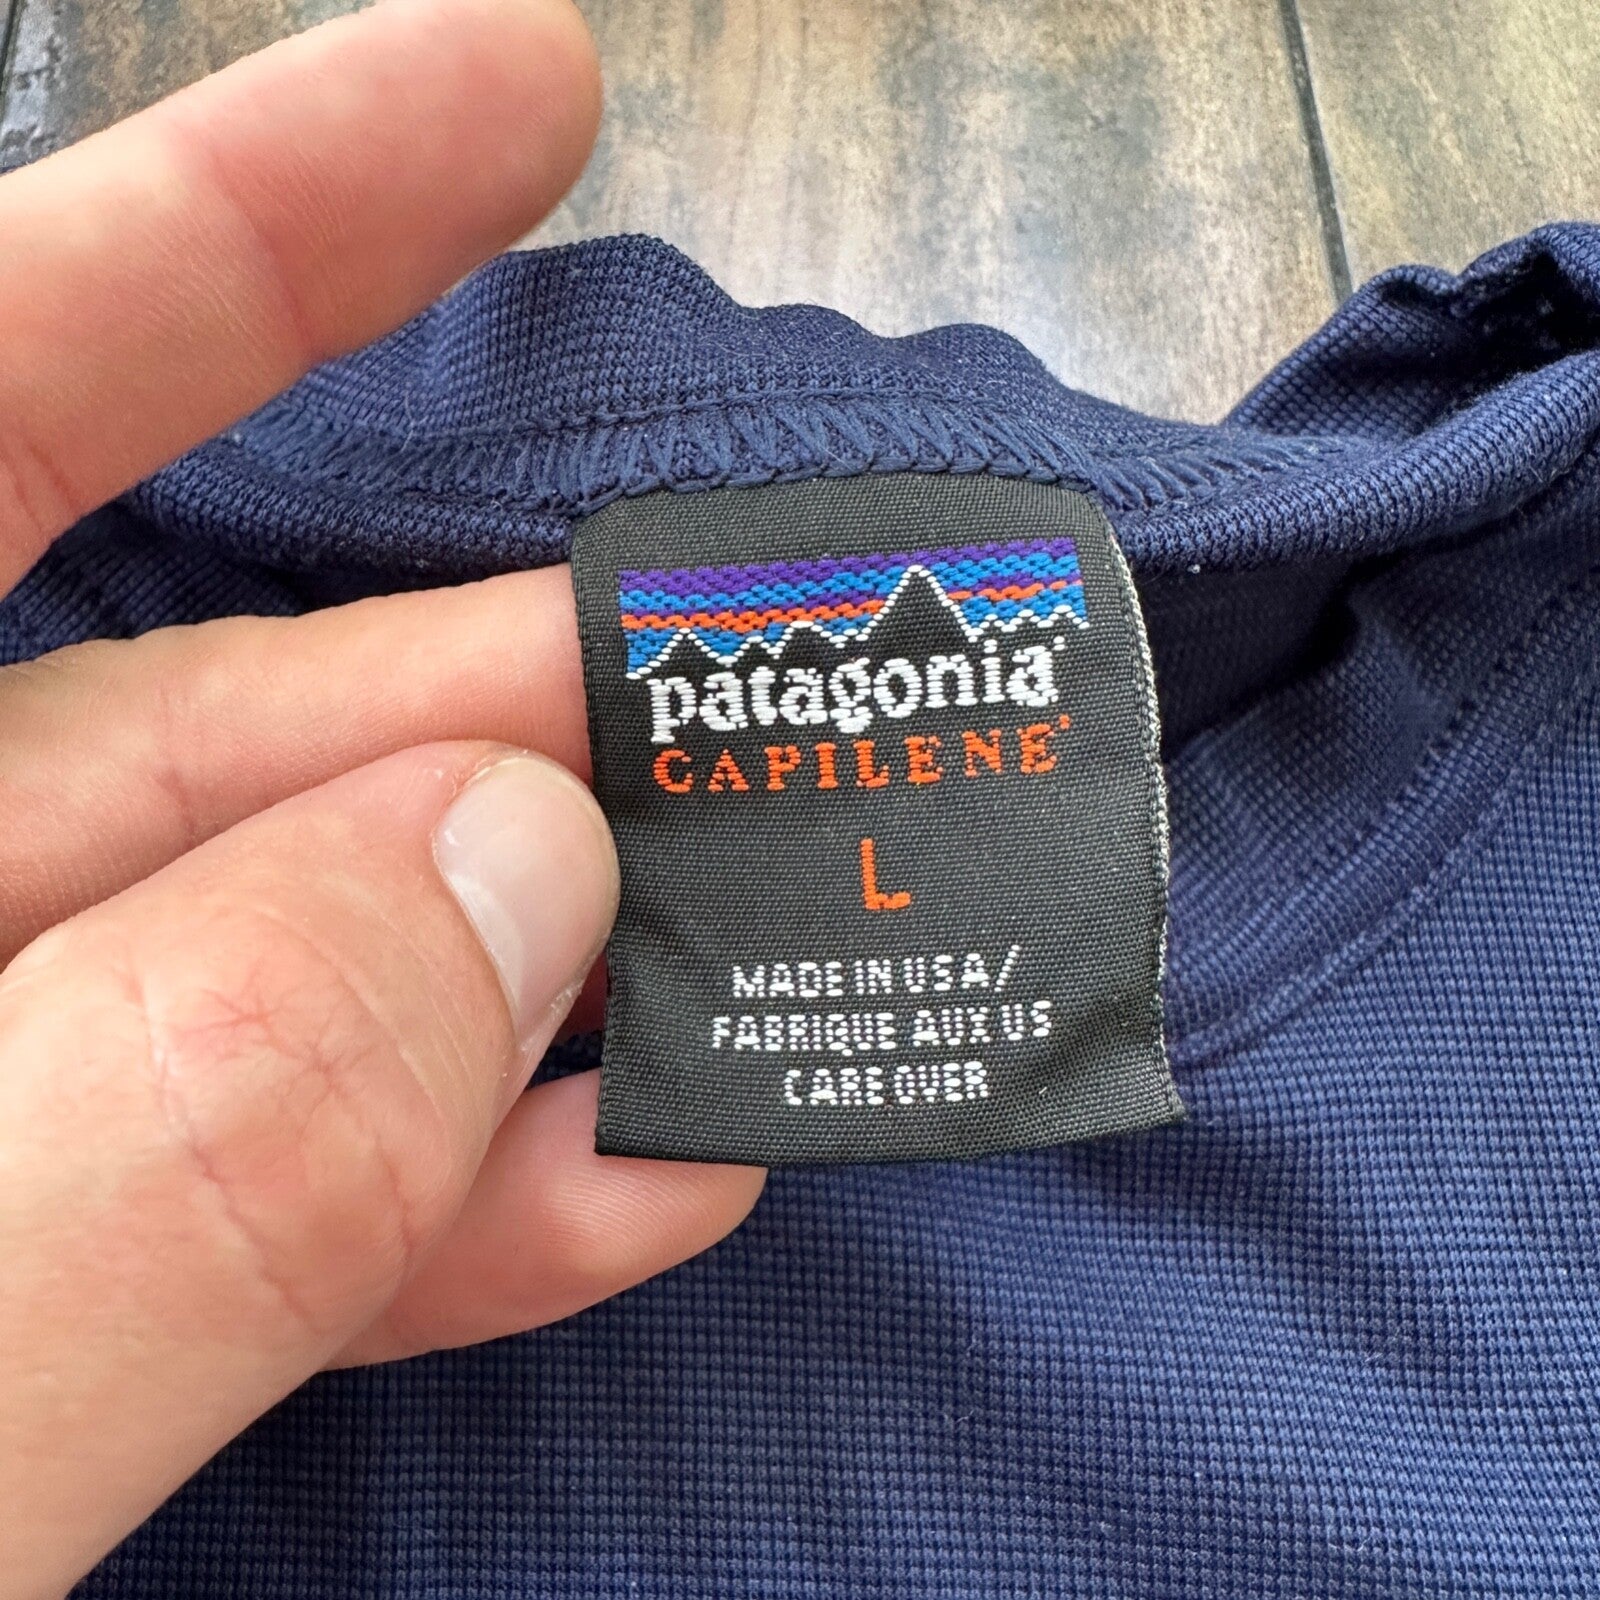 patagonia®
CAPILENE®
L
MADE IN USA/
FABRIQUE AUX US
CARE OVER